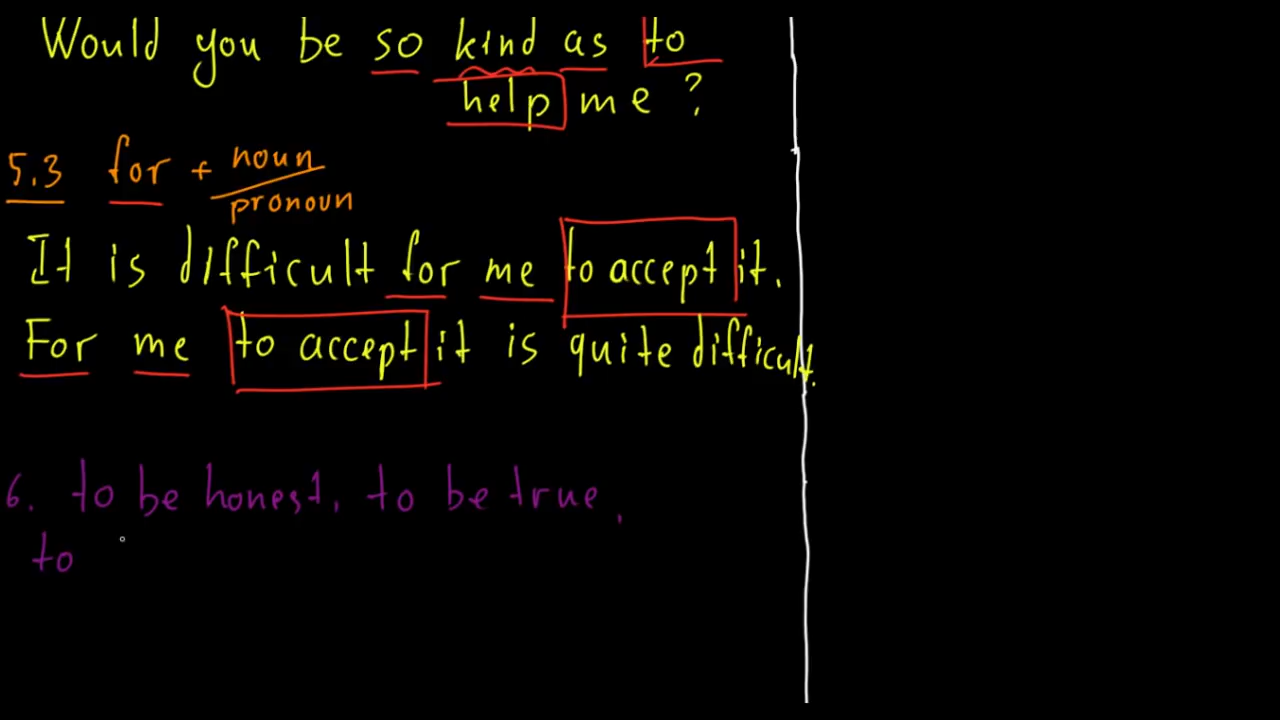 Would you be so kind as to
help me ?
5.3 for + noun/pronoun
It is difficult for me to accept it.
For me to accept it is quite difficult.
6. to be honest, to be true,
to